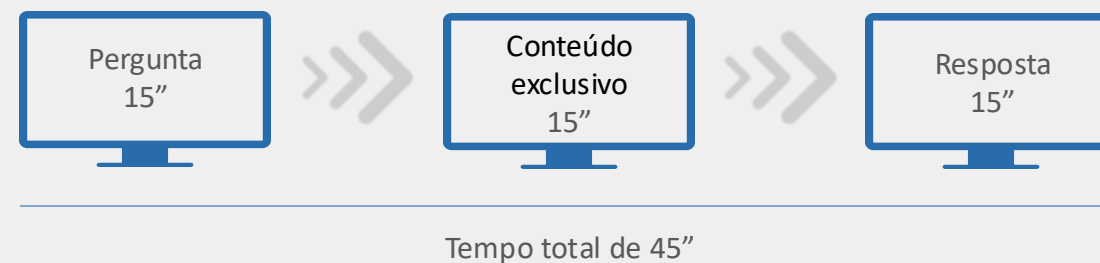 Pergunta
15”
Conteúdo
exclusivo
15”
Resposta
15”
Tempo total de 45”